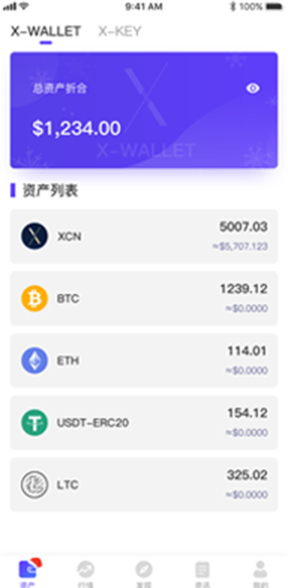 9:41 AM 100%
X-WALLET X-KEY
总资产折合
$1,234.00
X-WALLET
资产列表
XCN 5007.03
≈$5,707.123
BTC 1239.12
≈$0.0000
ETH 114.01
≈$0.0000
USDT-ERC20 154.12
≈$0.0000
LTC 325.02
≈$0.0000
资产 行情 发现 资讯 我的